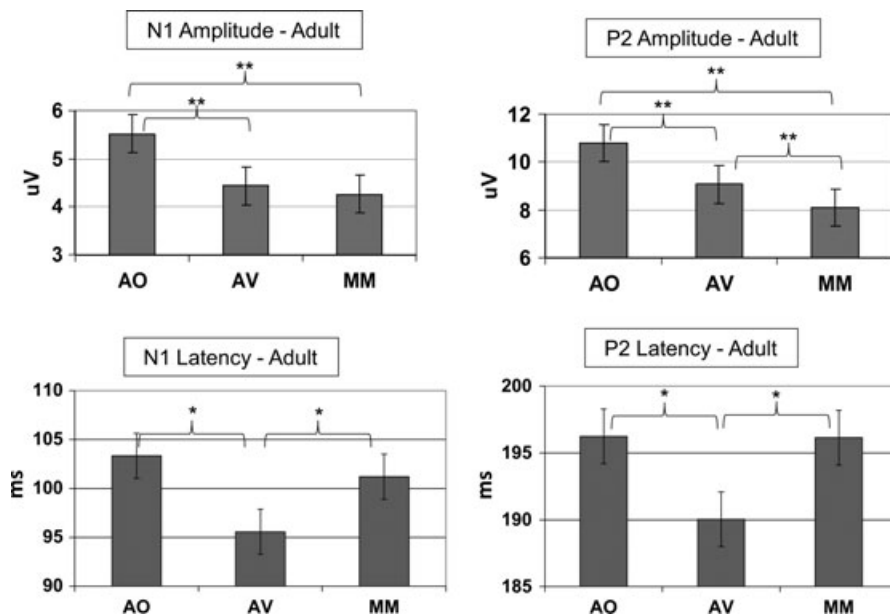 N1 Amplitude - Adult
**
**
6
5
4
3
uV
AO AV MM
P2 Amplitude - Adult
**
**
**
12
10
8
6
uV
AO AV MM
N1 Latency - Adult
* *
110
105
100
95
90
ms
AO AV MM
P2 Latency - Adult
* *
200
195
190
185
ms
AO AV MM